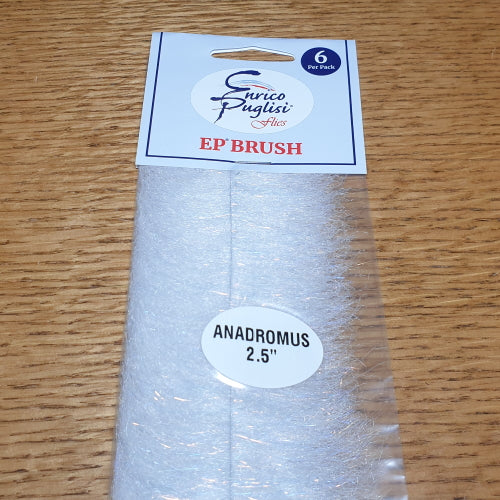 6
Per Pack
Enrico
Puglisi
Flies
EP® BRUSH
ANADROMUS
2.5"